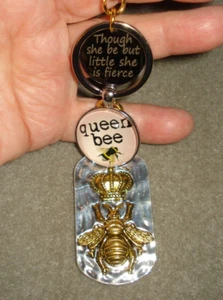 Though
she be but
little she
is fierce
queen
bee